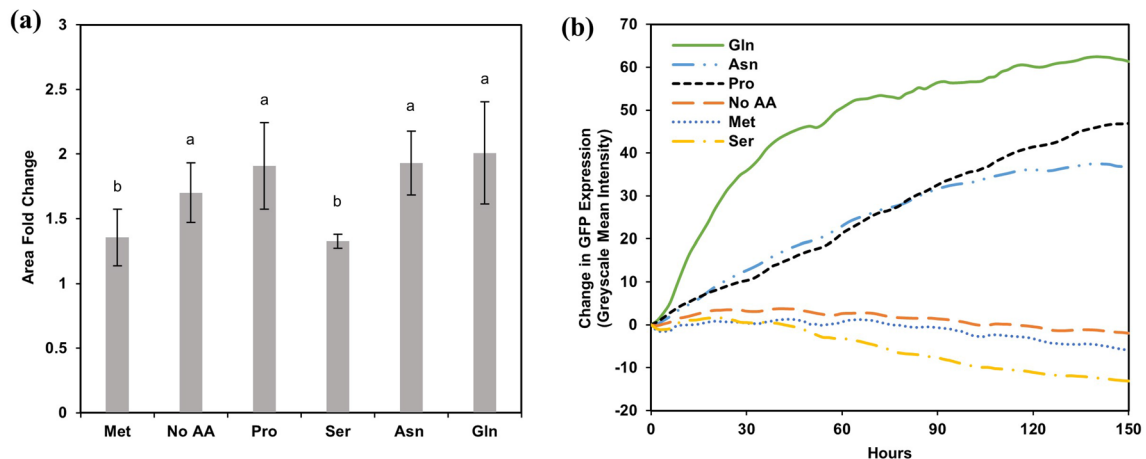 (a)
Area Fold Change
3
2.5
2
1.5
1
0.5
0
b
a
a
b
a
a
Met No AA Pro Ser Asn Gln
(b)
Change in GFP Expression
(Greyscale Mean Intensity)
70
60
50
40
30
20
10
0
-10
-20
Gln
Asn
Pro
No AA
Met
Ser
0 30 60 90 120 150
Hours